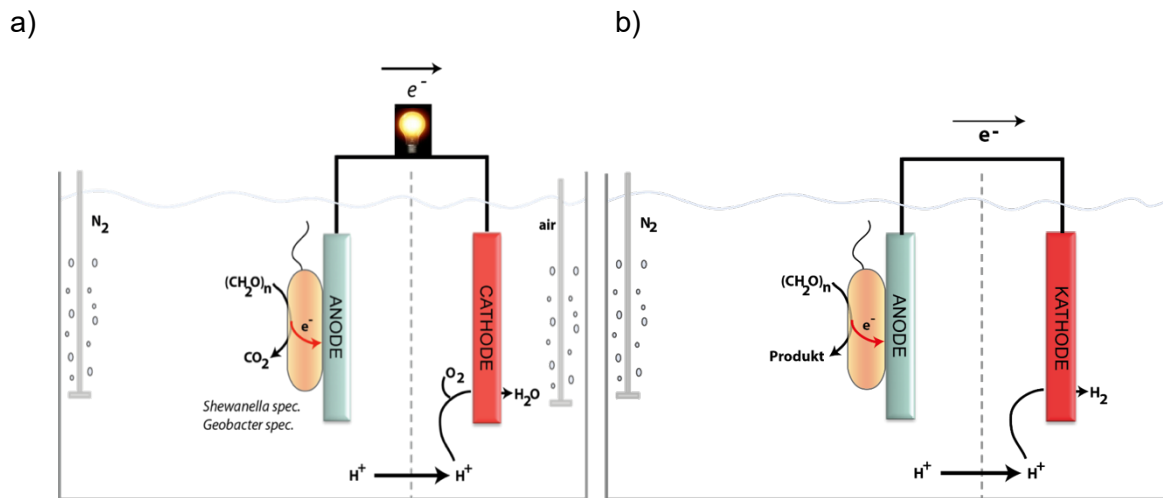 a)
e -
N2
air
(CH2O)n
e-
CO2
ANODE
CATHODE
O2
H2O
Shewanella spec.
Geobacter spec.
H+
H+
b)
e-
N2
(CH2O)n
e-
Produkt
ANODE
KATHODE
H2
H+
H+